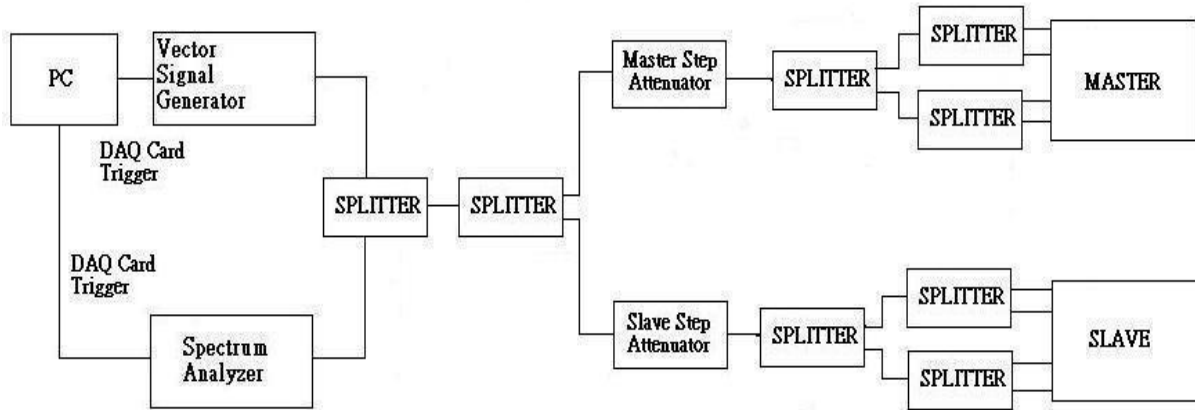 PC
Vector
Signal
Generator
DAQ Card
Trigger
DAQ Card
Trigger
Spectrum
Analyzer
SPLITTER
SPLITTER
Master Step
Attenuator
SPLITTER
SPLITTER
SPLITTER
MASTER
Slave Step
Attenuator
SPLITTER
SPLITTER
SPLITTER
SLAVE